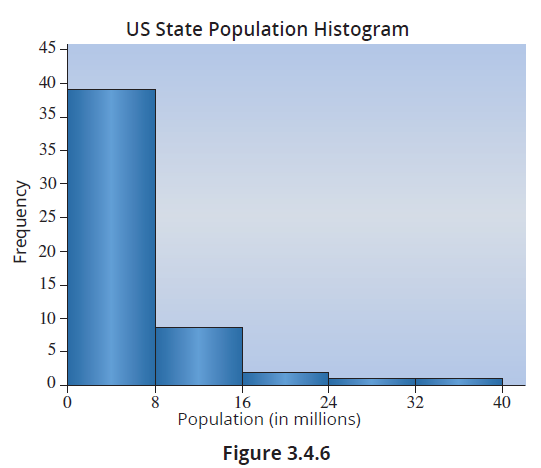 US State Population Histogram
45
40
35
35
30
25
20
15
10
5
0
Frequency
0 8 16 24 32 40
Population (in millions)
Figure 3.4.6